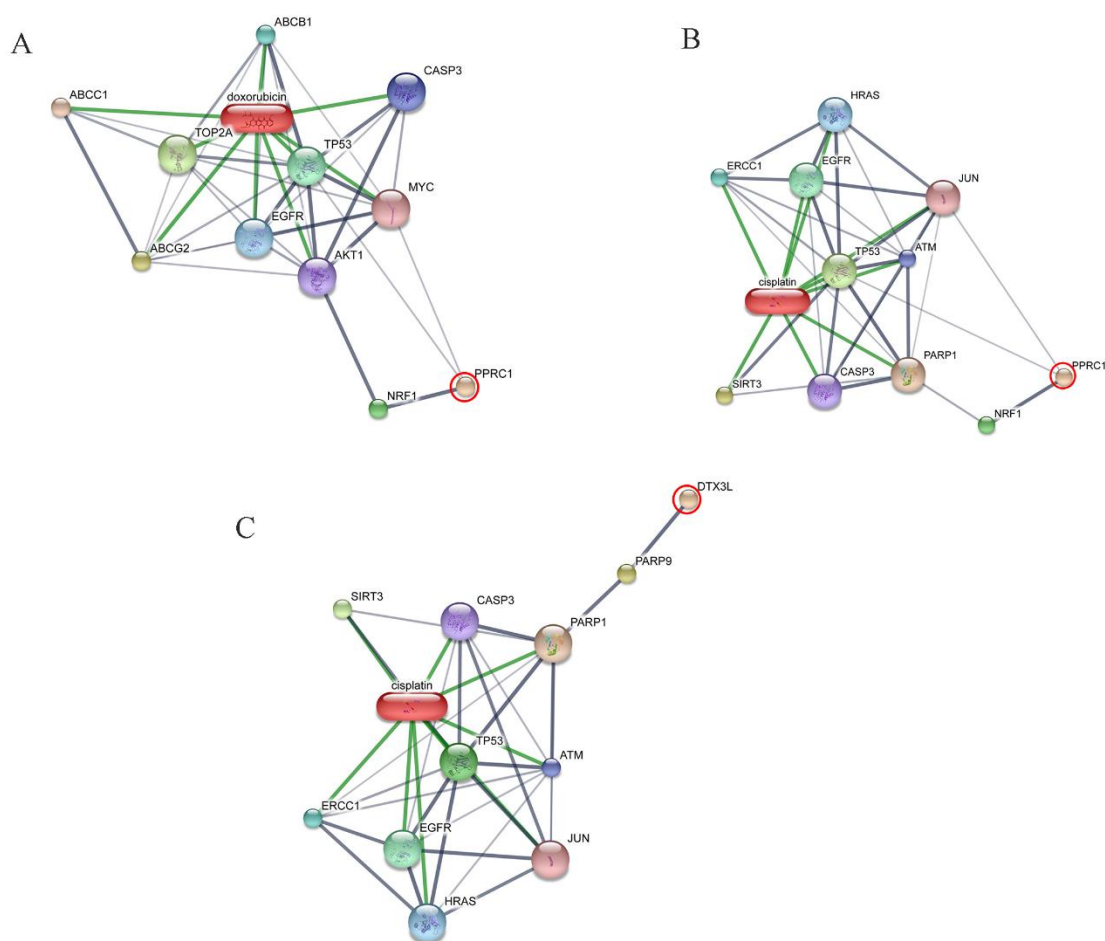 A
ABCB1
CASP3
doxorubicin
ABCC1
TOP2A
TP53
MYC
EGFR
ABCG2
AKT1
PPRC1
NRF1
B
HRAS
ERCC1
EGFR
JUN
TP53
ATM
cisplatin
PARP1
SIRT3
CASP3
PPRC1
NRF1
C
DTX3L
PARP9
SIRT3
CASP3
PARP1
cisplatin
TP53
ATM
ERCC1
EGFR
JUN
HRAS